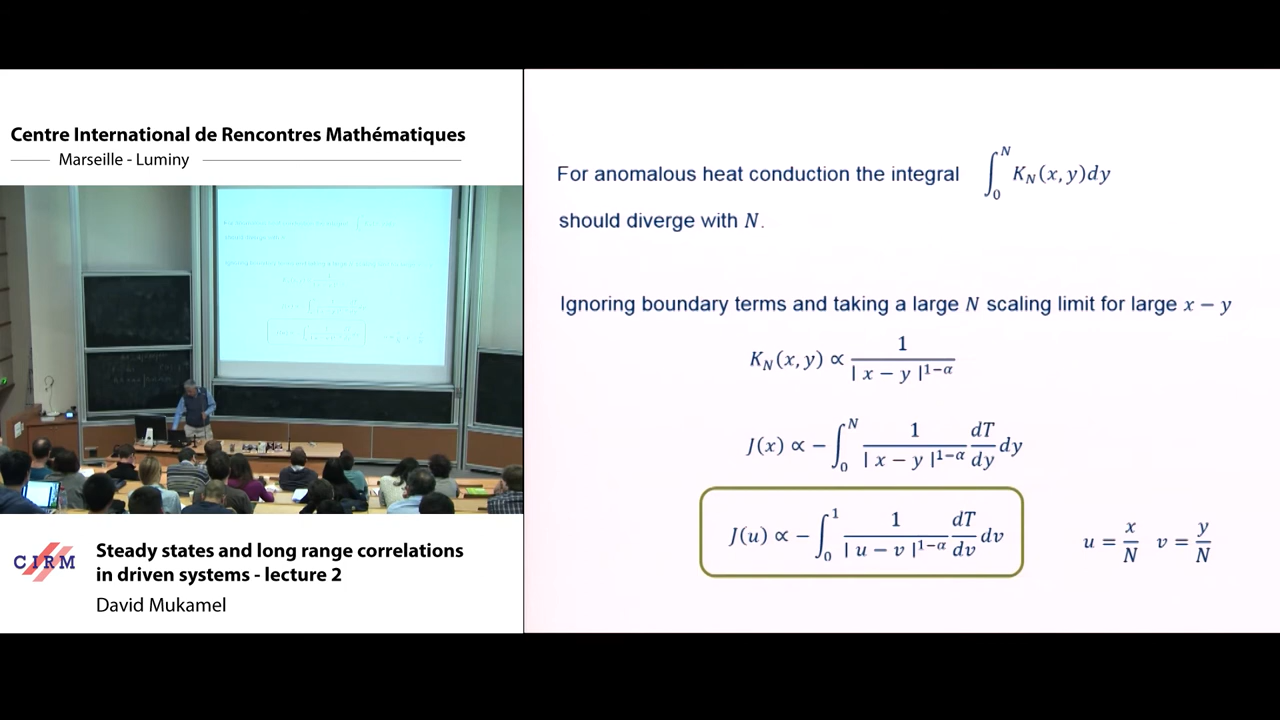 Centre International de Rencontres Mathématiques
Marseille - Luminy
CIRM
Steady states and long range correlations
in driven systems - lecture 2
David Mukamel
For anomalous heat conduction the integral ∫₀ᴺ K_N(x, y)dy
should diverge with N.
Ignoring boundary terms and taking a large N scaling limit for large x − y
K_N(x, y) ∝ 1 / | x − y |^{1−α}
J(x) ∝ − ∫₀ᴺ 1 / | x − y |^{1−α} dT/dy dy
J(u) ∝ − ∫₀¹ 1 / | u − v |^{1−α} dT/dv dv u = x/N v = y/N